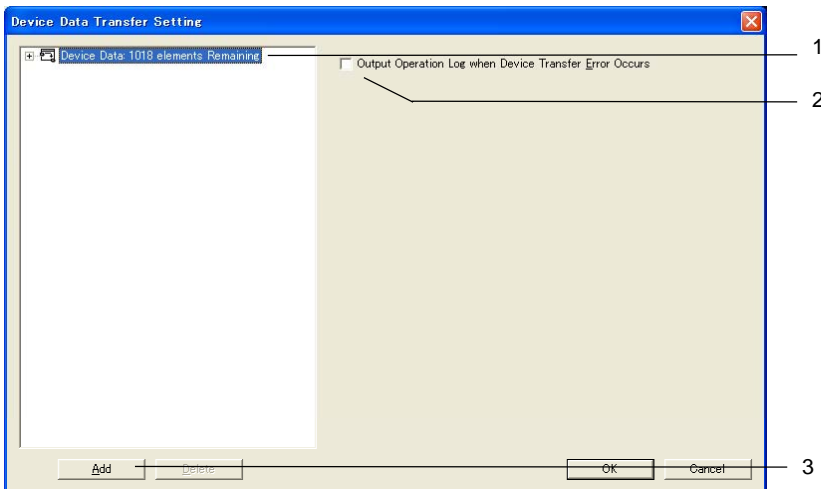 Device Data Transfer Setting
Device Data: 1018 elements Remaining
1
Output Operation Log when Device Transfer Error Occurs
2
Add
Delete
OK
Cancel
3